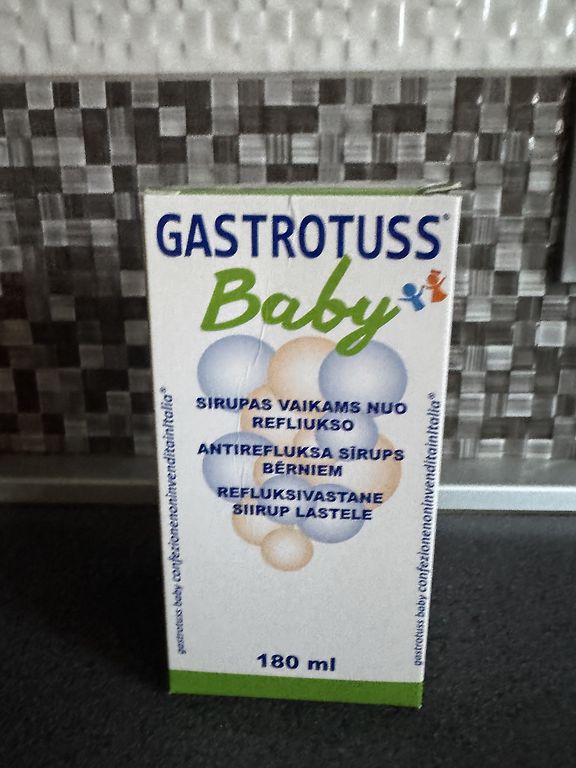 GASTROTUSS®
Baby
SIRUPAS VAIKAMS NUO
REFLIUKSO
ANTIREFLUKSA SĪRUPS
BĒRNIEM
REFLUKSIVASTANE
SIIRUP LASTELE
180 ml
gastrotuss baby confezionenoninvenditainitalia®
gastrotuss baby confezionenoninvenditainitalia®